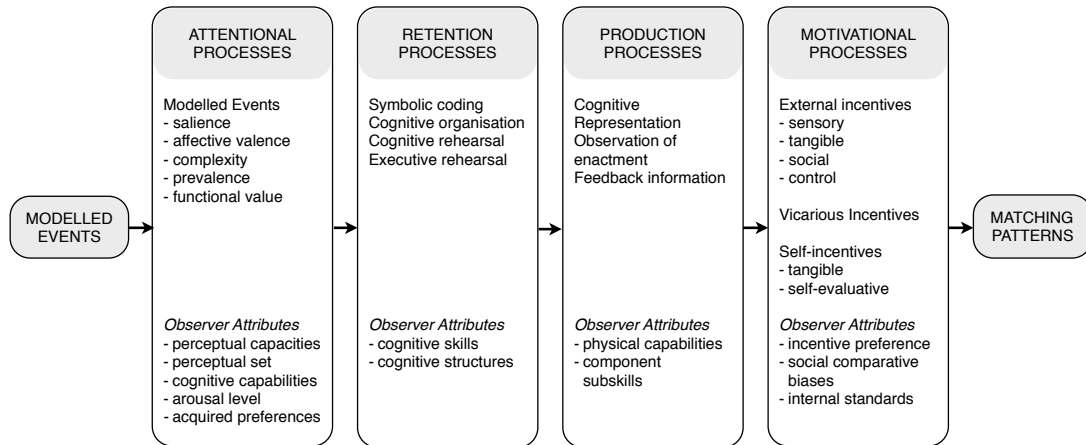 MODELLED
EVENTS
ATTENTIONAL
PROCESSES
Modelled Events
- salience
- affective valence
- complexity
- prevalence
- functional value
Observer Attributes
- perceptual capacities
- perceptual set
- cognitive capabilities
- arousal level
- acquired preferences
RETENTION
PROCESSES
Symbolic coding
Cognitive organisation
Cognitive rehearsal
Executive rehearsal
Observer Attributes
- cognitive skills
- cognitive structures
PRODUCTION
PROCESSES
Cognitive
Representation
Observation of
enactment
Feedback information
Observer Attributes
- physical capabilities
- component
subskills
MOTIVATIONAL
PROCESSES
External incentives
- sensory
- tangible
- social
- control
Vicarious Incentives
Self-incentives
- tangible
- self-evaluative
Observer Attributes
- incentive preference
- social comparative
biases
- internal standards
MATCHING
PATTERNS